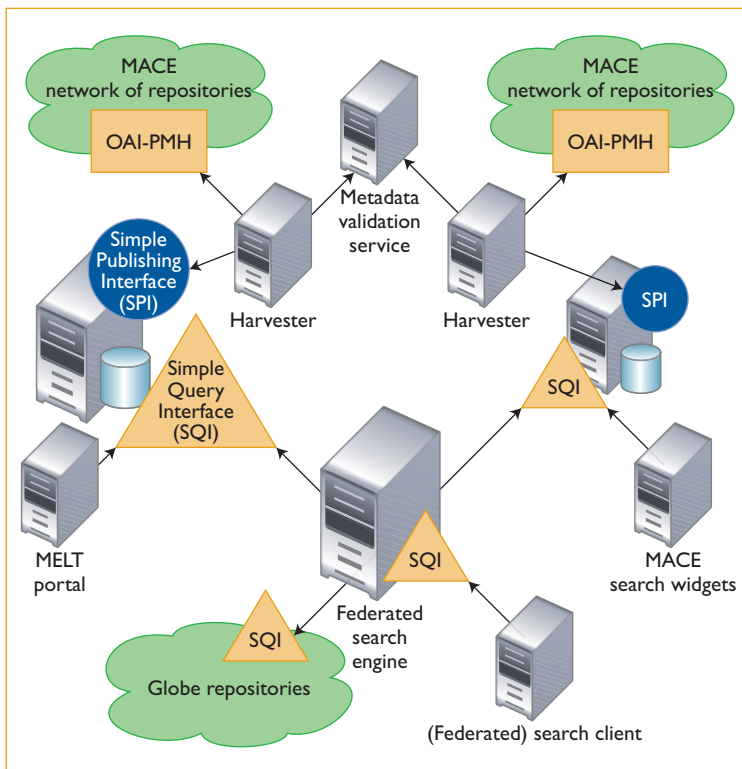 MACE
network of repositories
OAI-PMH
MACE
network of repositories
OAI-PMH
Metadata
validation
service
Simple
Publishing
Interface
(SPI)
Harvester
Harvester
SPI
Simple
Query
Interface
(SQI)
SQI
MELT
portal
SQI
MACE
search widgets
Federated
search
engine
SQI
Globe repositories
(Federated) search client